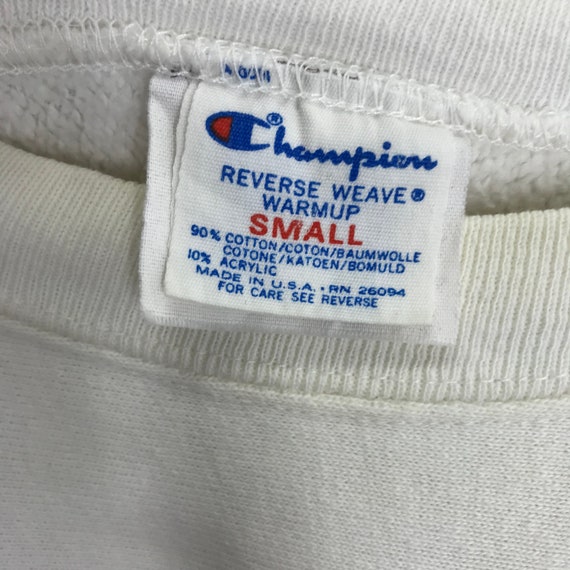 Champion®
REVERSE WEAVE®
WARMUP
SMALL
90% COTTON/COTON/BAUMWOLLE
COTONE/KATOEN/BOMULD
10% ACRYLIC
MADE IN U.S.A. · RN 26094
FOR CARE SEE REVERSE